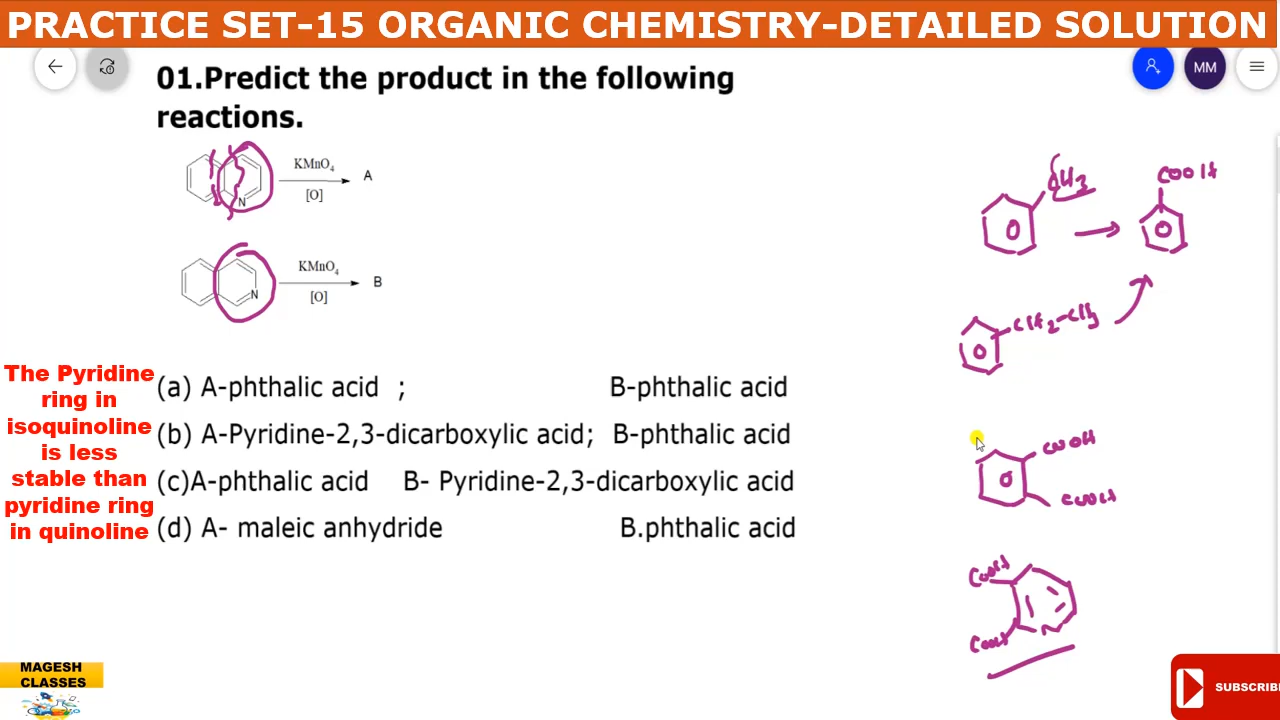 PRACTICE SET-15 ORGANIC CHEMISTRY-DETAILED SOLUTION
MM
01.Predict the product in the following
reactions.
KMnO₄
[O]
A
N
KMnO₄
[O]
B
N
CH₃
COOH
CH₂-CH₃
COOH
COOH
COOH
COOH
N
The Pyridine
ring in
isoquinoline
is less
stable than
pyridine ring
in quinoline
(a) A-phthalic acid ; B-phthalic acid
(b) A-Pyridine-2,3-dicarboxylic acid; B-phthalic acid
(c)A-phthalic acid B- Pyridine-2,3-dicarboxylic acid
(d) A- maleic anhydride B.phthalic acid
MAGESH
CLASSES
SUBSCRIBE